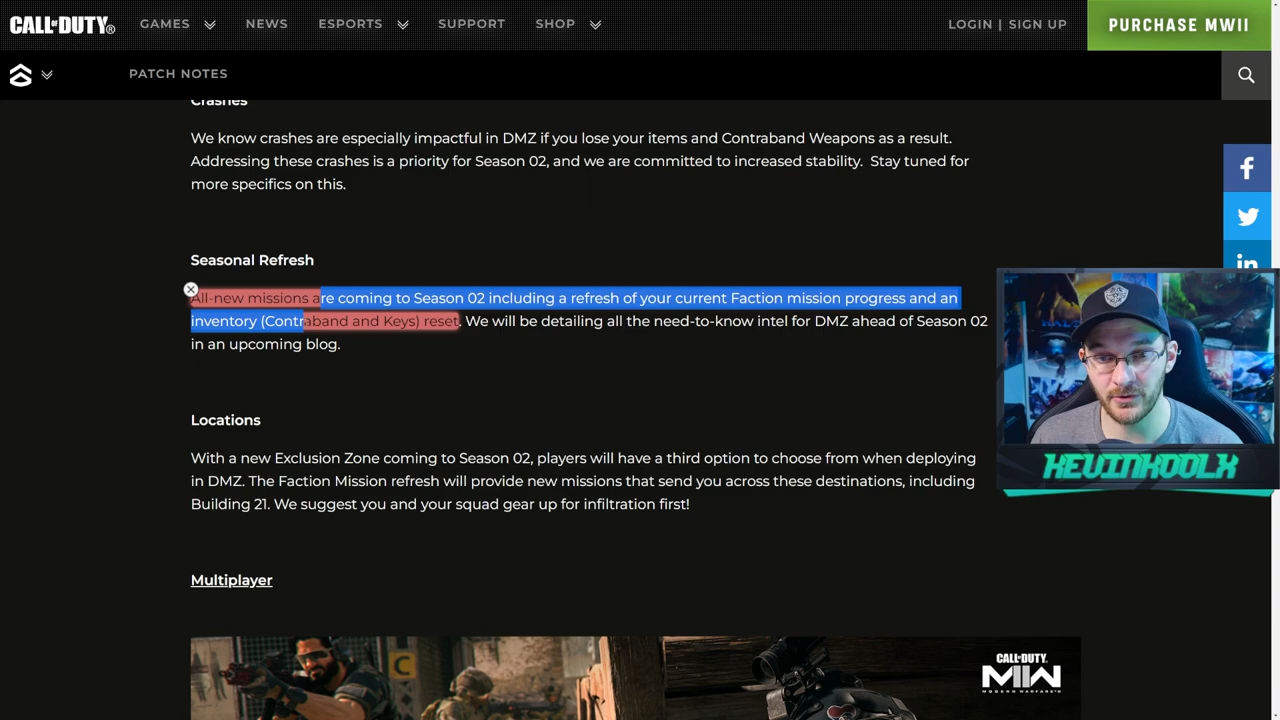 CALL OF DUTY® GAMES NEWS ESPORTS SUPPORT SHOP LOGIN | SIGN UP PURCHASE MWII
PATCH NOTES
Crashes
We know crashes are especially impactful in DMZ if you lose your items and Contraband Weapons as a result.
Addressing these crashes is a priority for Season 02, and we are committed to increased stability. Stay tuned for
more specifics on this.
Seasonal Refresh
All-new missions are coming to Season 02 including a refresh of your current Faction mission progress and an
inventory (Contraband and Keys) reset. We will be detailing all the need-to-know intel for DMZ ahead of Season 02
in an upcoming blog.
Locations
With a new Exclusion Zone coming to Season 02, players will have a third option to choose from when deploying
in DMZ. The Faction Mission refresh will provide new missions that send you across these destinations, including
Building 21. We suggest you and your squad gear up for infiltration first!
KEVINKOOLX
Multiplayer
C
CALL OF DUTY
MWII
MODERN WARFARE II